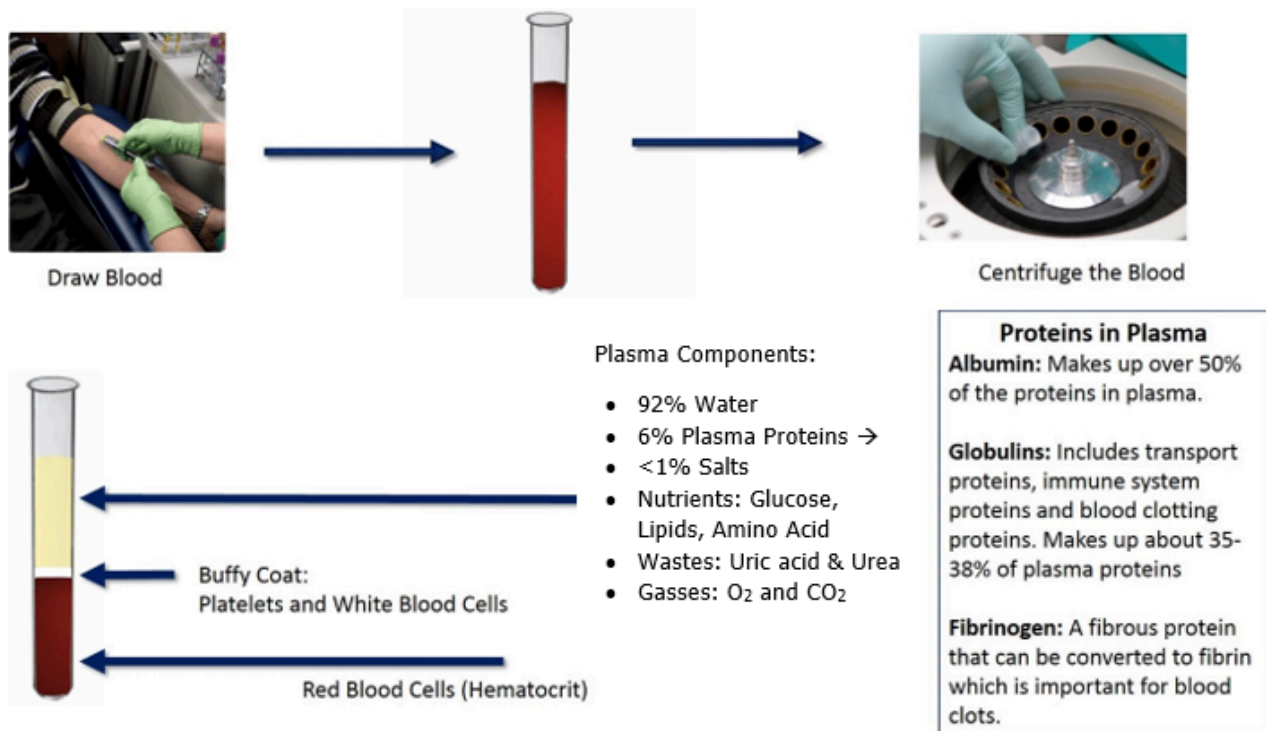 Draw Blood
Centrifuge the Blood
Plasma Components:
• 92% Water
• 6% Plasma Proteins →
• <1% Salts
• Nutrients: Glucose,
Lipids, Amino Acid
• Wastes: Uric acid & Urea
• Gasses: O₂ and CO₂
Buffy Coat:
Platelets and White Blood Cells
Red Blood Cells (Hematocrit)
Proteins in Plasma
Albumin: Makes up over 50%
of the proteins in plasma.
Globulins: Includes transport
proteins, immune system
proteins and blood clotting
proteins. Makes up about 35-
38% of plasma proteins
Fibrinogen: A fibrous protein
that can be converted to fibrin
which is important for blood
clots.